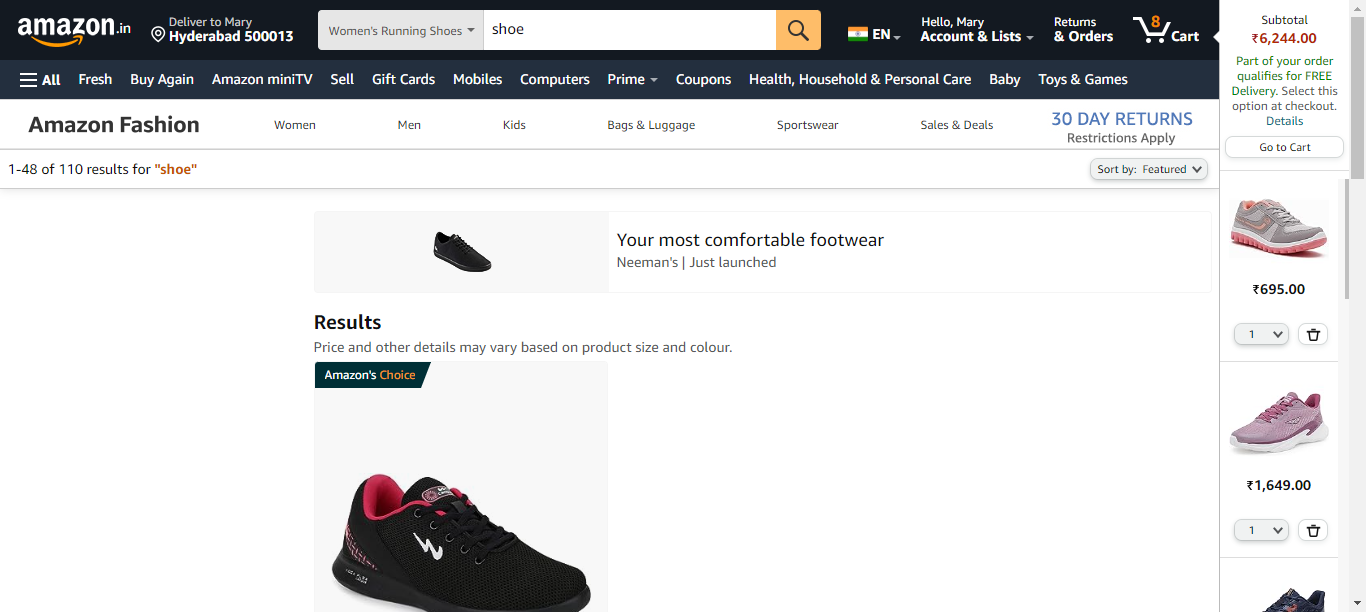 amazon.in
Deliver to Mary
Hyderabad 500013
Women's Running Shoes
shoe
EN
Hello, Mary
Account & Lists
Returns
& Orders
8
Cart
All
Fresh
Buy Again
Amazon miniTV
Sell
Gift Cards
Mobiles
Computers
Prime
Coupons
Health, Household & Personal Care
Baby
Toys & Games
Amazon Fashion
Women
Men
Kids
Bags & Luggage
Sportswear
Sales & Deals
30 DAY RETURNS
Restrictions Apply
1-48 of 110 results for "shoe"
Sort by: Featured
Your most comfortable footwear
Neeman's | Just launched
Results
Price and other details may vary based on product size and colour.
Amazon's Choice
Subtotal
₹6,244.00
Part of your order
qualifies for FREE
Delivery. Select this
option at checkout.
Details
Go to Cart
₹695.00
1
₹1,649.00
1